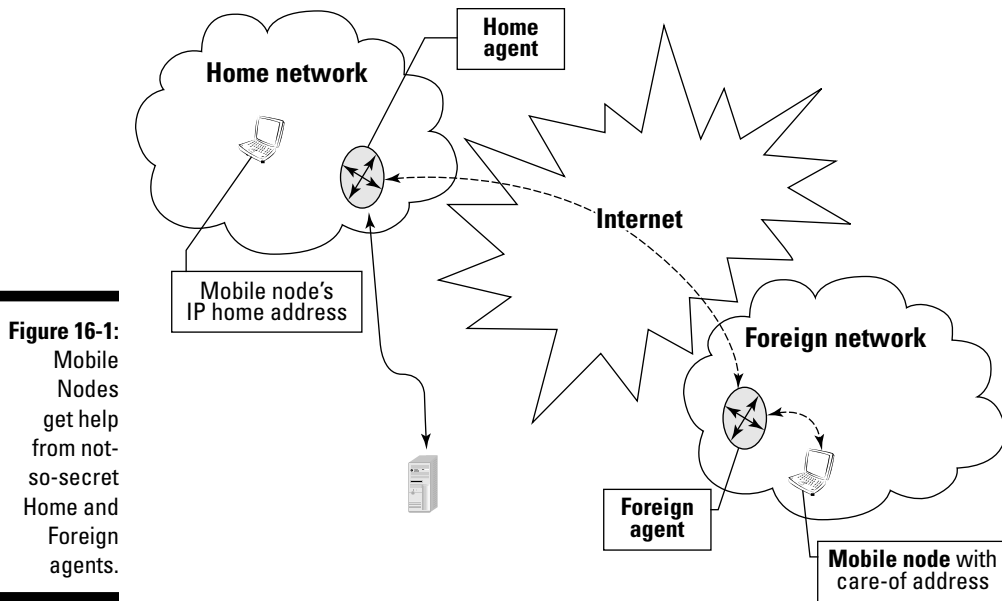 Home
agent
Home network
Internet
Mobile node's
IP home address
Foreign network
Foreign
agent
Mobile node with
care-of address
Figure 16-1:
Mobile
Nodes
get help
from not-
so-secret
Home and
Foreign
agents.